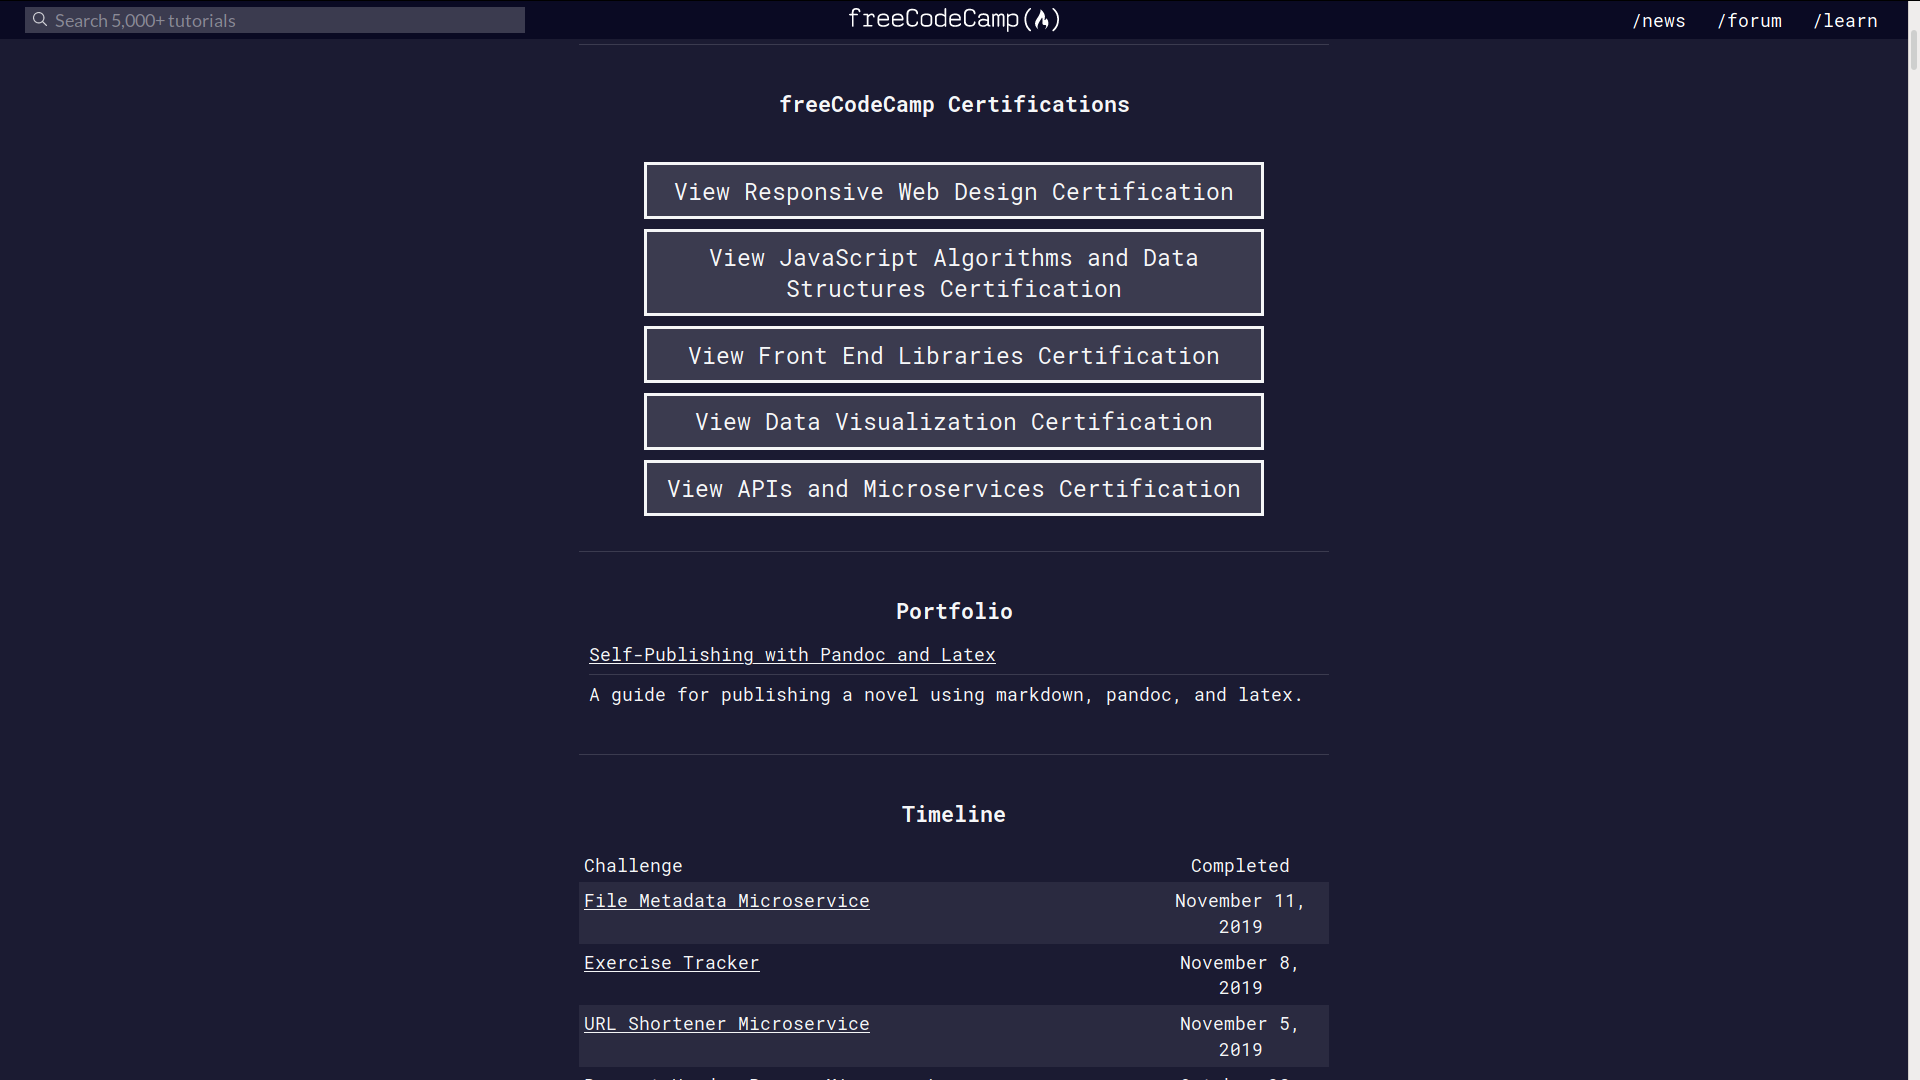 Search 5,000+ tutorials
freeCodeCamp
/news /forum /learn
freeCodeCamp Certifications
View Responsive Web Design Certification
View JavaScript Algorithms and Data
Structures Certification
View Front End Libraries Certification
View Data Visualization Certification
View APIs and Microservices Certification
Portfolio
Self-Publishing with Pandoc and Latex
A guide for publishing a novel using markdown, pandoc, and latex.
Timeline
Challenge Completed
File Metadata Microservice November 11,
2019
Exercise Tracker November 8,
2019
URL Shortener Microservice November 5,
2019